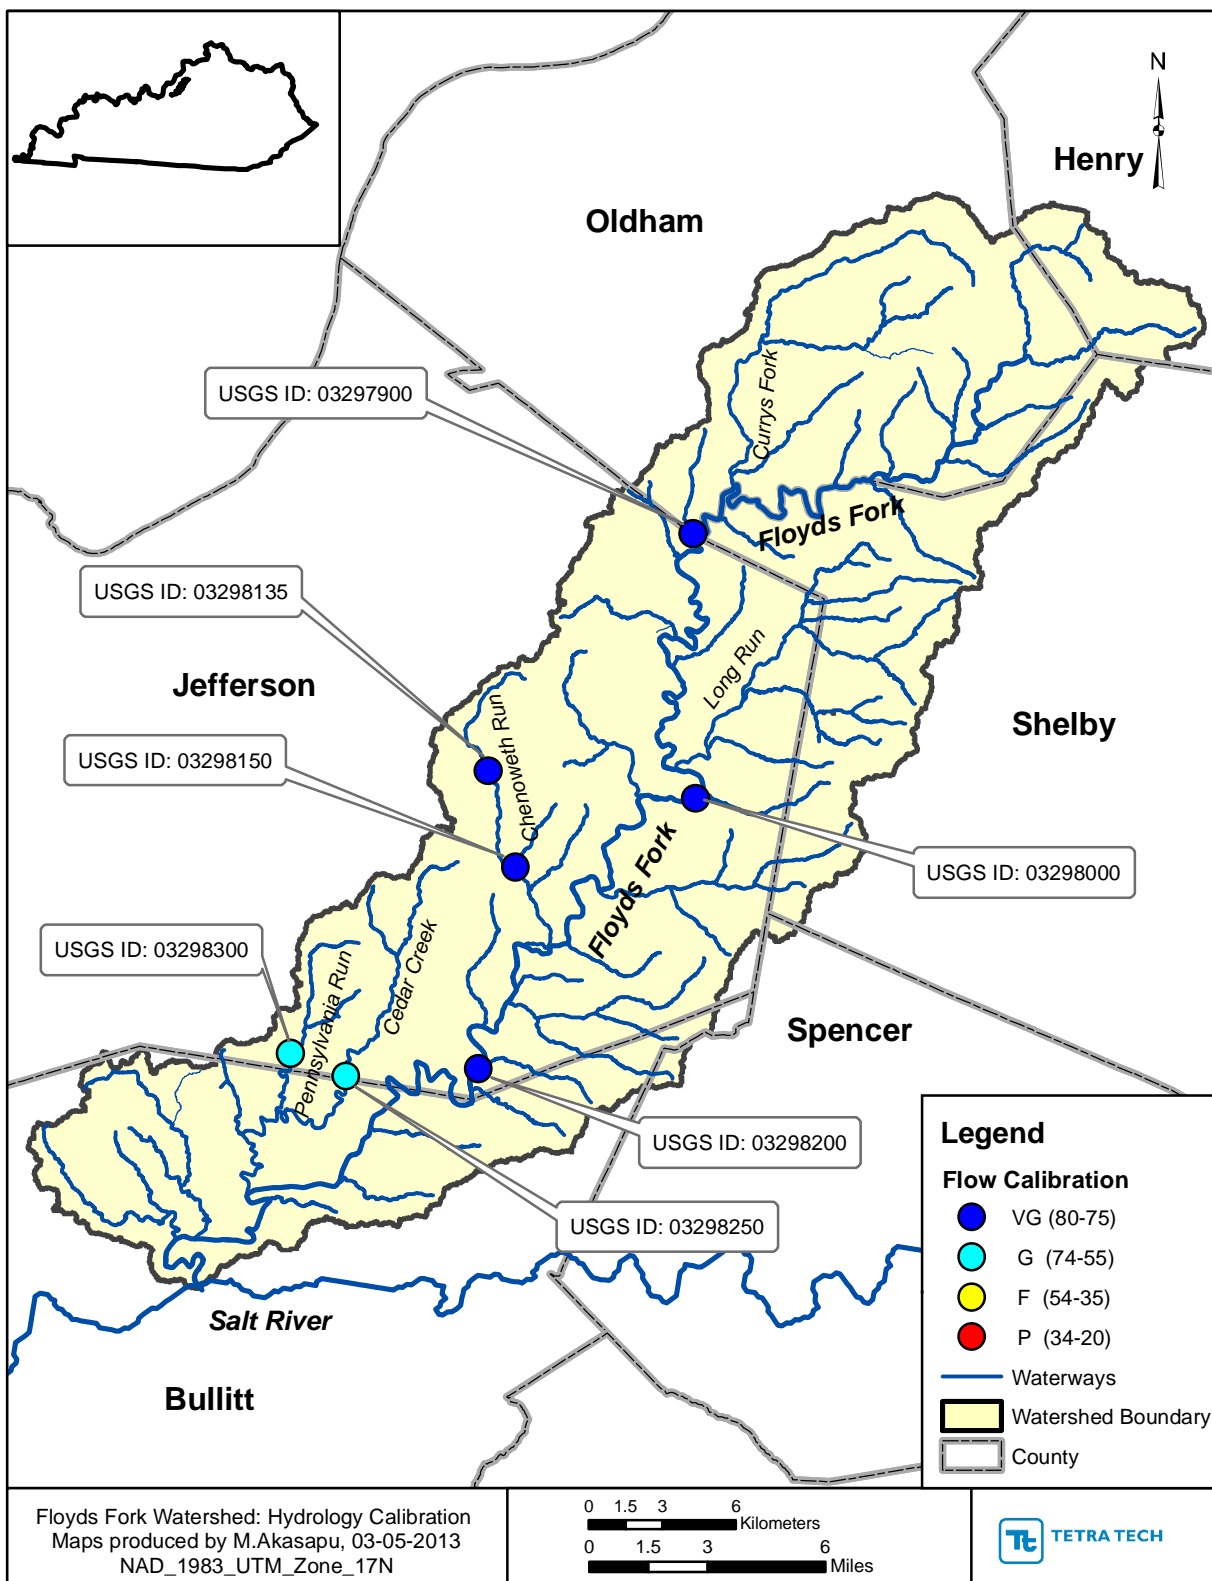 N
Henry
Oldham
USGS ID: 03297900
Currys Fork
Floyds Fork
USGS ID: 03298135
Long Run
Jefferson
Chenoweth Run
Shelby
USGS ID: 03298150
Floyds Fork
USGS ID: 03298000
USGS ID: 03298300
Pennsylvania Run
Cedar Creek
Spencer
USGS ID: 03298200
USGS ID: 03298250
Salt River
Bullitt
Legend
Flow Calibration
VG (80-75)
G (74-55)
F (54-35)
P (34-20)
Waterways
Watershed Boundary
County
Floyds Fork Watershed: Hydrology Calibration
Maps produced by M.Akasapu, 03-05-2013
NAD_1983_UTM_Zone_17N
0 1.5 3 6
Kilometers
0 1.5 3 6
Miles
Tt TETRA TECH